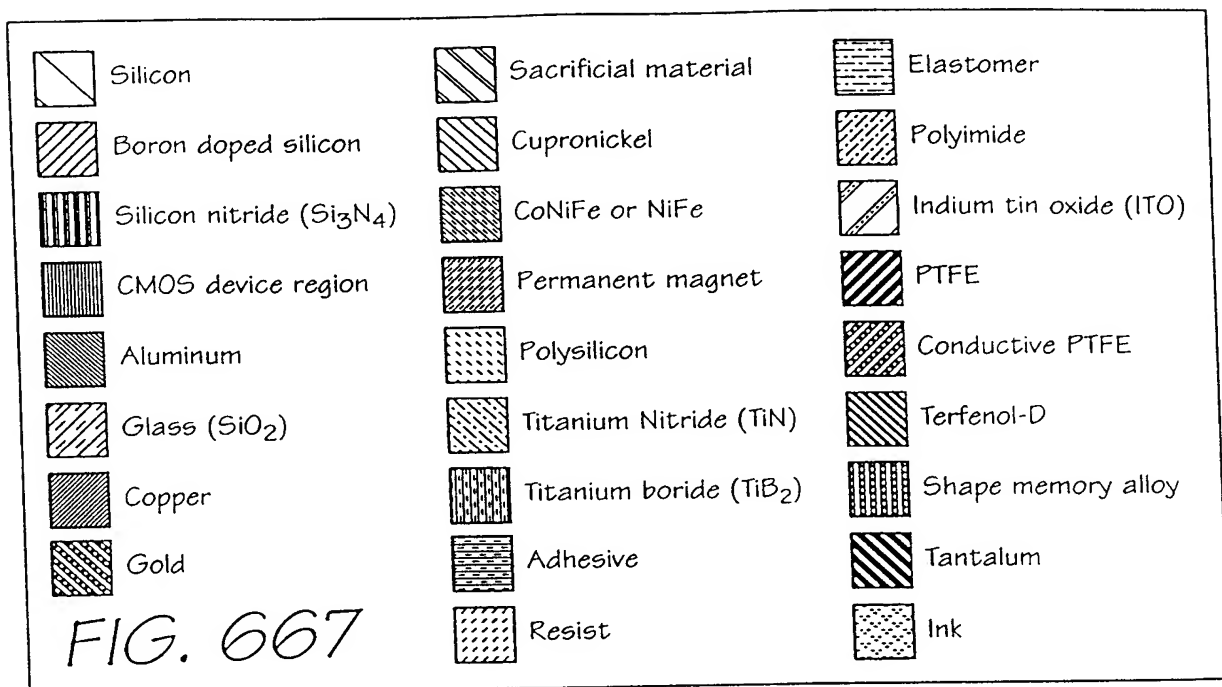 Silicon
Boron doped silicon
Silicon nitride (Si₃N₄)
CMOS device region
Aluminum
Glass (SiO₂)
Copper
Gold
FIG. 667
Sacrificial material
Cupronickel
CoNiFe or NiFe
Permanent magnet
Polysilicon
Titanium Nitride (TiN)
Titanium boride (TiB₂)
Adhesive
Resist
Elastomer
Polyimide
Indium tin oxide (ITO)
PTFE
Conductive PTFE
Terfenol-D
Shape memory alloy
Tantalum
Ink